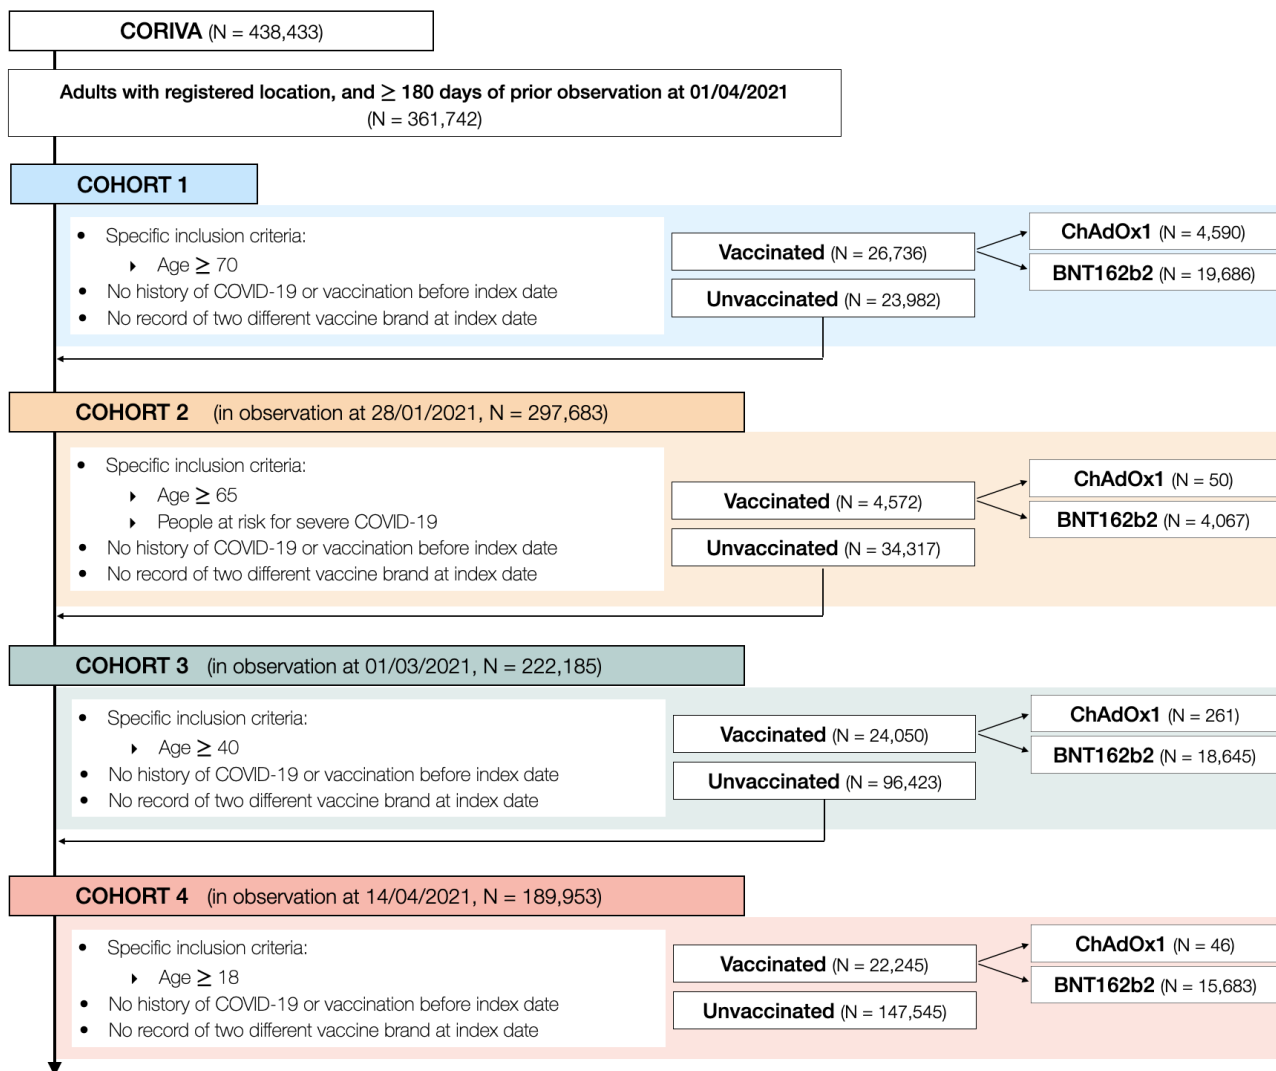 CORIVA (N = 438,433)
Adults with registered location, and ≥ 180 days of prior observation at 01/04/2021
(N = 361,742)
COHORT 1
• Specific inclusion criteria:
‣ Age ≥ 70
• No history of COVID-19 or vaccination before index date
• No record of two different vaccine brand at index date
Vaccinated (N = 26,736)
Unvaccinated (N = 23,982)
ChAdOx1 (N = 4,590)
BNT162b2 (N = 19,686)
COHORT 2 (in observation at 28/01/2021, N = 297,683)
• Specific inclusion criteria:
‣ Age ≥ 65
‣ People at risk for severe COVID-19
• No history of COVID-19 or vaccination before index date
• No record of two different vaccine brand at index date
Vaccinated (N = 4,572)
Unvaccinated (N = 34,317)
ChAdOx1 (N = 50)
BNT162b2 (N = 4,067)
COHORT 3 (in observation at 01/03/2021, N = 222,185)
• Specific inclusion criteria:
‣ Age ≥ 40
• No history of COVID-19 or vaccination before index date
• No record of two different vaccine brand at index date
Vaccinated (N = 24,050)
Unvaccinated (N = 96,423)
ChAdOx1 (N = 261)
BNT162b2 (N = 18,645)
COHORT 4 (in observation at 14/04/2021, N = 189,953)
• Specific inclusion criteria:
‣ Age ≥ 18
• No history of COVID-19 or vaccination before index date
• No record of two different vaccine brand at index date
Vaccinated (N = 22,245)
Unvaccinated (N = 147,545)
ChAdOx1 (N = 46)
BNT162b2 (N = 15,683)